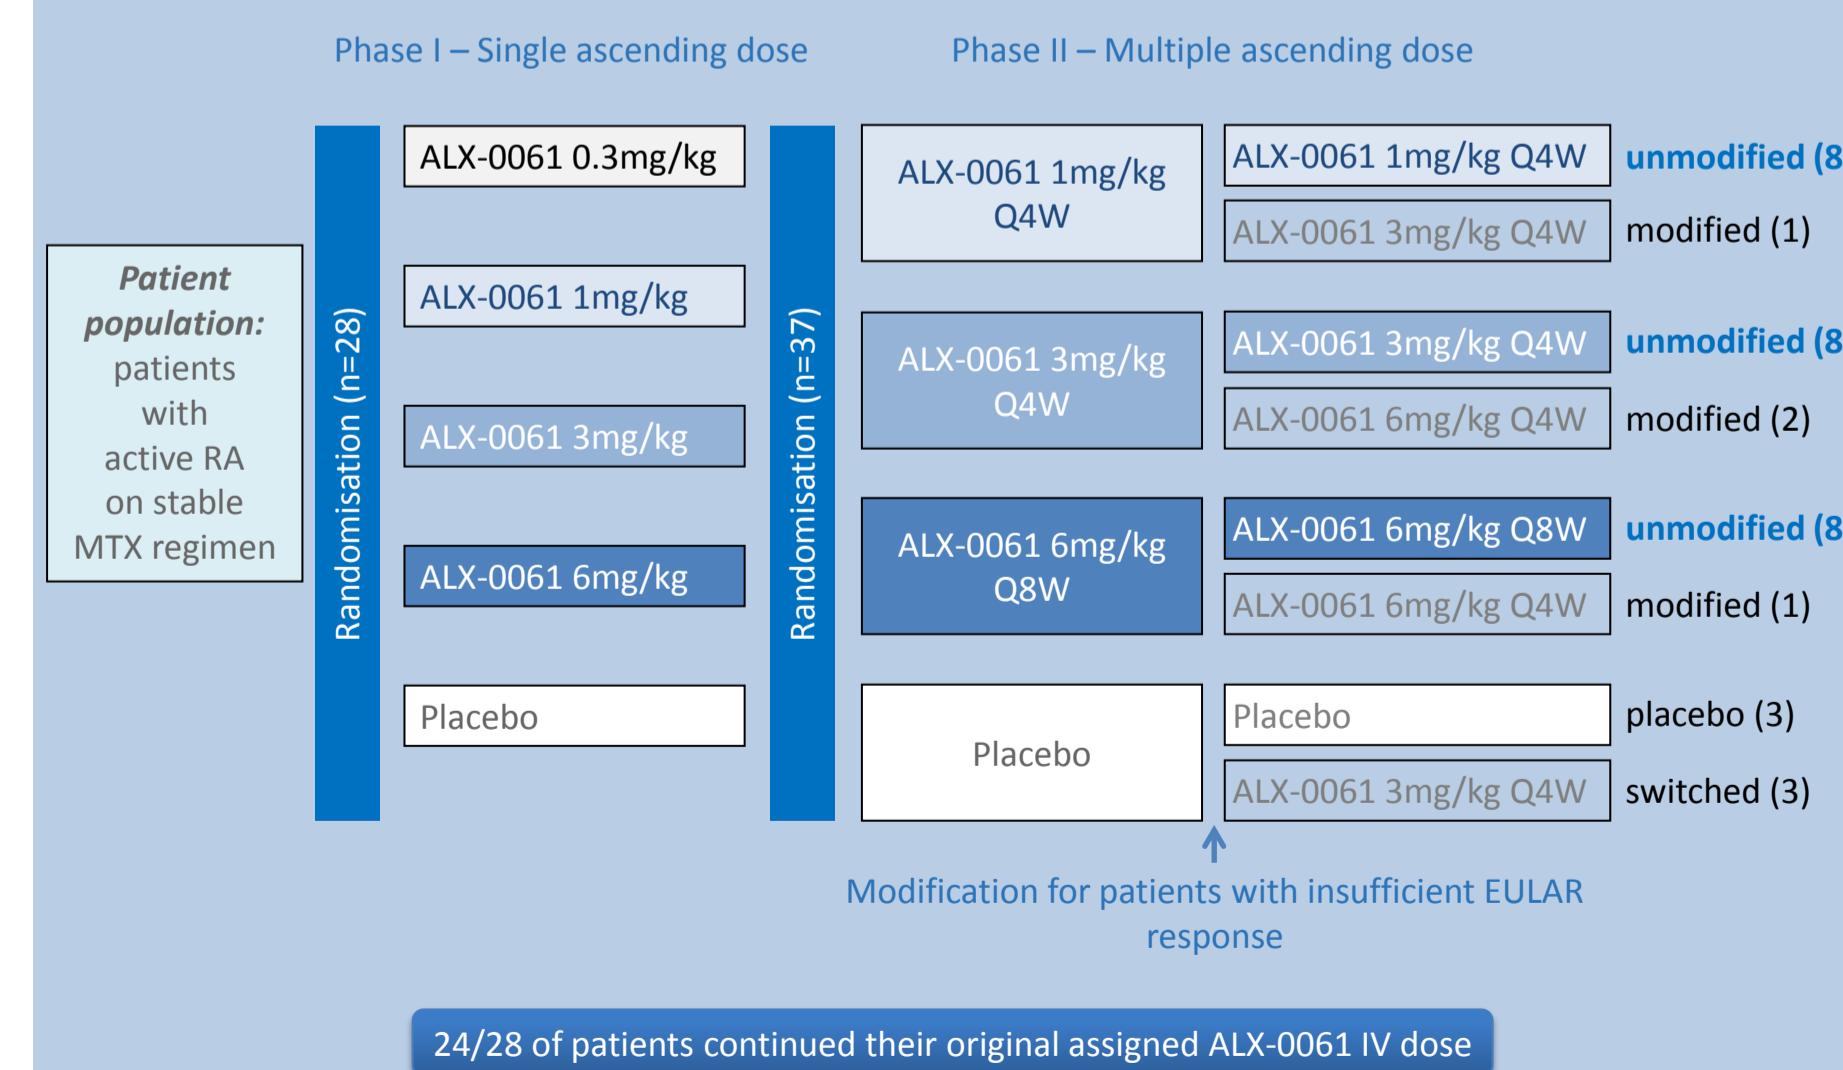 Phase I – Single ascending dose
Phase II – Multiple ascending dose
Patient
population:
patients
with
active RA
on stable
MTX regimen
Randomisation (n=28)
ALX-0061 0.3mg/kg
ALX-0061 1mg/kg
ALX-0061 3mg/kg
ALX-0061 6mg/kg
Placebo
Randomisation (n=37)
ALX-0061 1mg/kg
Q4W
ALX-0061 1mg/kg Q4W
unmodified (8
ALX-0061 3mg/kg Q4W
modified (1)
ALX-0061 3mg/kg
Q4W
ALX-0061 3mg/kg Q4W
unmodified (8
ALX-0061 6mg/kg Q4W
modified (2)
ALX-0061 6mg/kg
Q8W
ALX-0061 6mg/kg Q8W
unmodified (8
ALX-0061 6mg/kg Q4W
modified (1)
Placebo
Placebo
placebo (3)
ALX-0061 3mg/kg Q4W
switched (3)
Modification for patients with insufficient EULAR
response
24/28 of patients continued their original assigned ALX-0061 IV dose